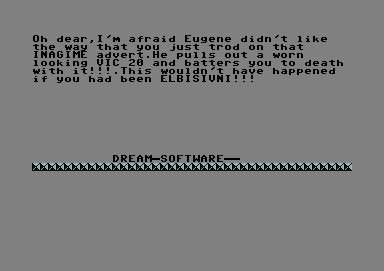 Oh dear,I'm afraid Eugene didn't like
the way that you just trod on that
INAGIME advert.He pulls out a worn
looking VIC 20 and batters you to death
with it!!!.This wouldn't have happened
if you had been ELBISIVNI!!!
DREAM-SOFTWARE—